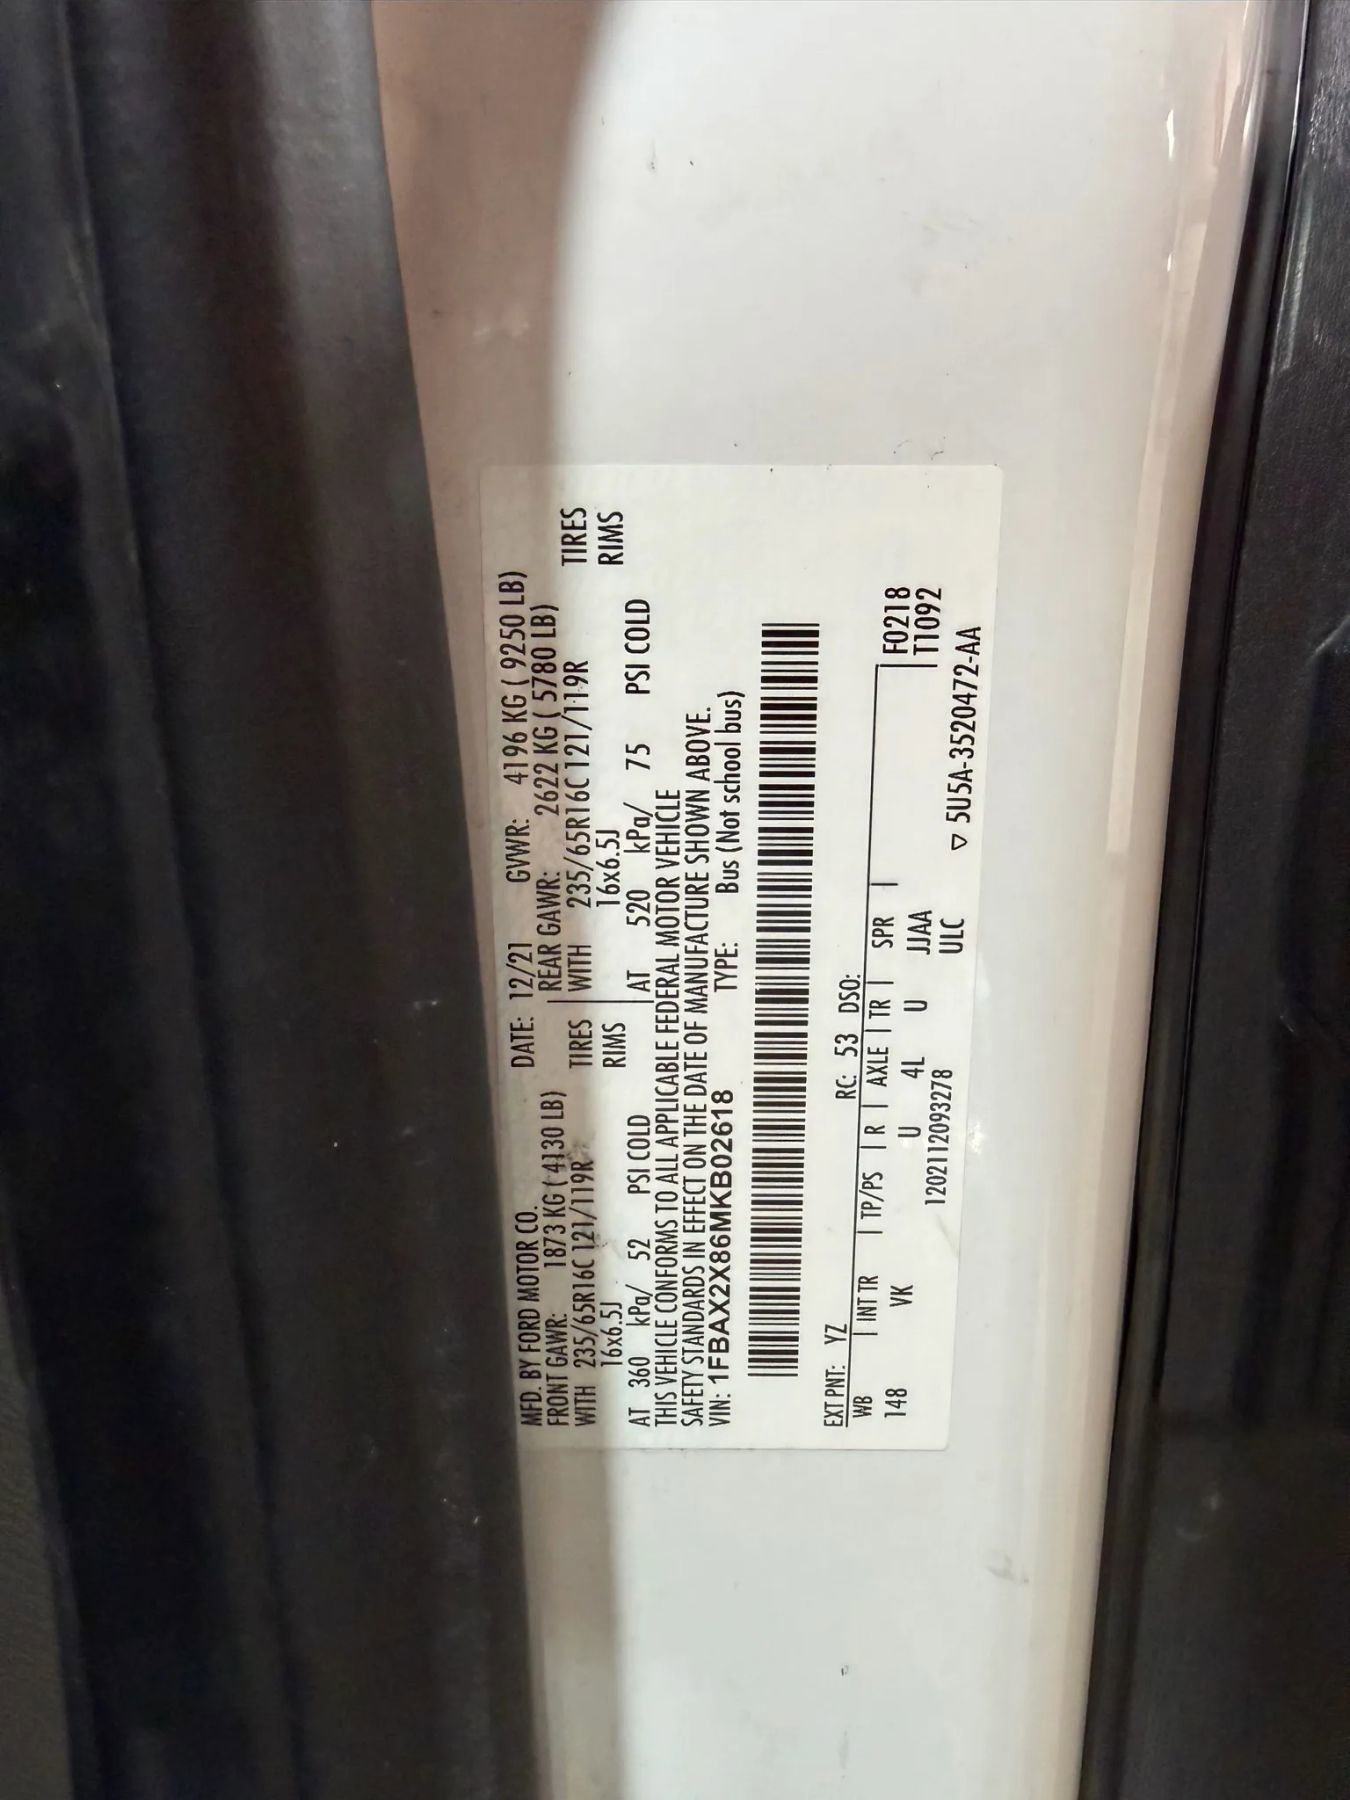 MFD. BY FORD MOTOR CO. DATE: 12/21 GVWR: 4196 KG ( 9250 LB)
FRONT GAWR: 1873 KG ( 4130 LB) REAR GAWR: 2622 KG ( 5780 LB)
WITH 235/65R16C 121/119R TIRES WITH 235/65R16C 121/119R TIRES
16x6.5J RIMS 16x6.5J RIMS
AT 360 kPa/ 52 PSI COLD AT 520 kPa/ 75 PSI COLD
THIS VEHICLE CONFORMS TO ALL APPLICABLE FEDERAL MOTOR VEHICLE
SAFETY STANDARDS IN EFFECT ON THE DATE OF MANUFACTURE SHOWN ABOVE.
VIN: 1FBAX2X86MKB02618 TYPE: Bus (Not school bus)
EXT PNT: YZ RC: 53 DSO:
WB | INT TR | TP/PS | R | AXLE | TR | SPR | F0218
148 VK U 4L U JJAA T1092
1202112093278 ULC
▽ 5U5A-3520472-AA